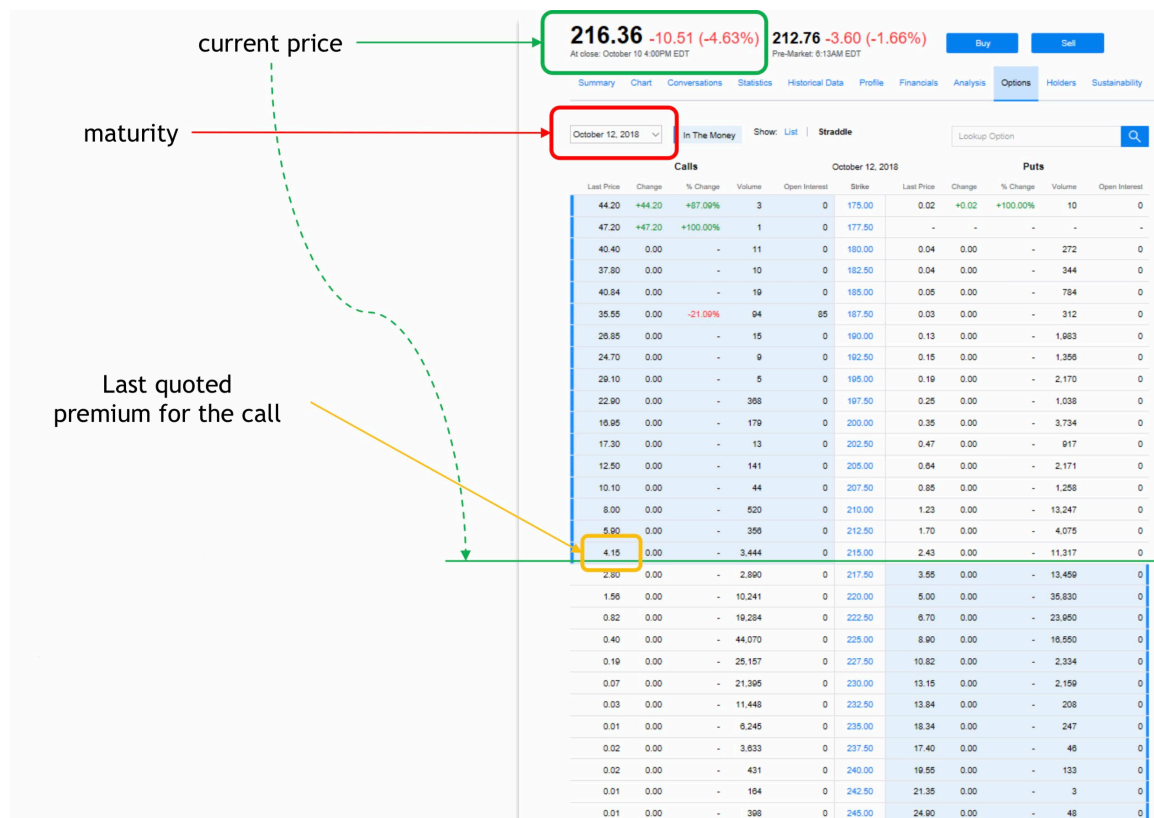 current price
maturity
Last quoted
premium for the call
216.36 -10.51 (-4.63%) 212.76 -3.60 (-1.66%) Buy Sell
At close: October 10 4:00PM EDT Pre-Market: 6:13AM EDT
Summary Chart Conversations Statistics Historical Data Profile Financials Analysis Options Holders Sustainability
October 12, 2018 In The Money Show: List Straddle Lookup Option
Calls October 12, 2018 Puts
Last Price Change % Change Volume Open Interest Strike Last Price Change % Change Volume Open Interest
44.20 +44.20 +87.09% 3 0 175.00 0.02 +0.02 +100.00% 10 0
47.20 +47.20 +100.00% 1 0 177.50 - - - - -
40.40 0.00 - 11 0 180.00 0.04 0.00 - 272 0
37.80 0.00 - 10 0 182.50 0.04 0.00 - 344 0
40.84 0.00 - 19 0 185.00 0.05 0.00 - 784 0
35.55 0.00 -21.09% 94 85 187.50 0.03 0.00 - 312 0
26.85 0.00 - 15 0 190.00 0.13 0.00 - 1,983 0
24.70 0.00 - 9 0 192.50 0.15 0.00 - 1,356 0
29.10 0.00 - 5 0 195.00 0.19 0.00 - 2,170 0
22.90 0.00 - 368 0 197.50 0.25 0.00 - 1,038 0
16.95 0.00 - 179 0 200.00 0.35 0.00 - 3,734 0
17.30 0.00 - 13 0 202.50 0.47 0.00 - 917 0
12.50 0.00 - 141 0 205.00 0.64 0.00 - 2,171 0
10.10 0.00 - 44 0 207.50 0.85 0.00 - 1,258 0
8.00 0.00 - 520 0 210.00 1.23 0.00 - 13,247 0
5.90 0.00 - 356 0 212.50 1.70 0.00 - 4,075 0
4.15 0.00 - 3,444 0 215.00 2.43 0.00 - 11,317 0
2.80 0.00 - 2,890 0 217.50 3.55 0.00 - 13,459 0
1.56 0.00 - 10,241 0 220.00 5.00 0.00 - 35,830 0
0.82 0.00 - 19,284 0 222.50 6.70 0.00 - 23,950 0
0.40 0.00 - 44,070 0 225.00 8.90 0.00 - 16,550 0
0.19 0.00 - 25,157 0 227.50 10.82 0.00 - 2,334 0
0.07 0.00 - 21,395 0 230.00 13.15 0.00 - 2,159 0
0.03 0.00 - 11,448 0 232.50 13.84 0.00 - 208 0
0.01 0.00 - 6,245 0 235.00 18.34 0.00 - 247 0
0.02 0.00 - 3,633 0 237.50 17.40 0.00 - 46 0
0.02 0.00 - 431 0 240.00 19.55 0.00 - 133 0
0.01 0.00 - 164 0 242.50 21.35 0.00 - 3 0
0.01 0.00 - 398 0 245.00 24.90 0.00 - 48 0